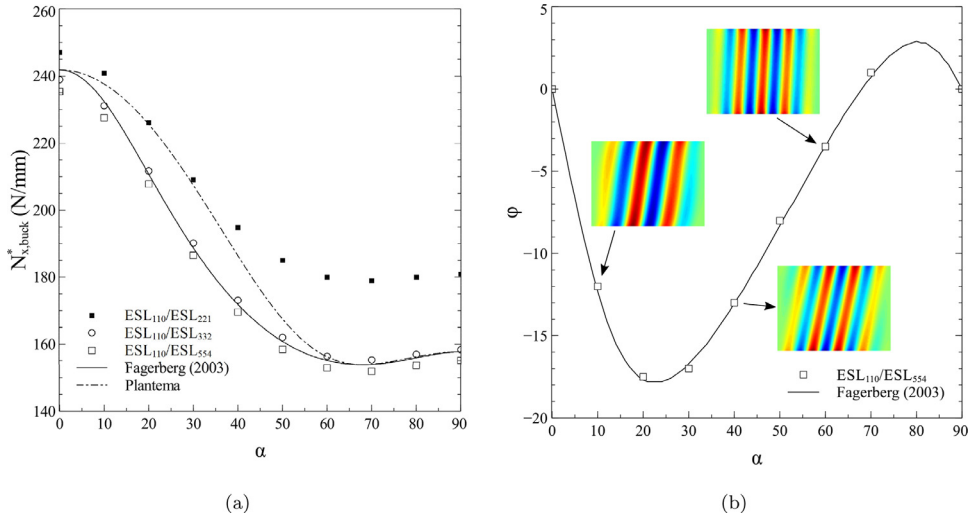 240
220
200
180
160
140
N*x,buck (N/mm)
ESL110/ESL221
ESL110/ESL332
ESL110/ESL554
Fagerberg (2003)
Plantema
0 10 20 30 40 50 60 70 80 90
α
(a)
5
0
−5
−10
−15
−20
φ
ESL110/ESL554
Fagerberg (2003)
0 10 20 30 40 50 60 70 80 90
α
(b)